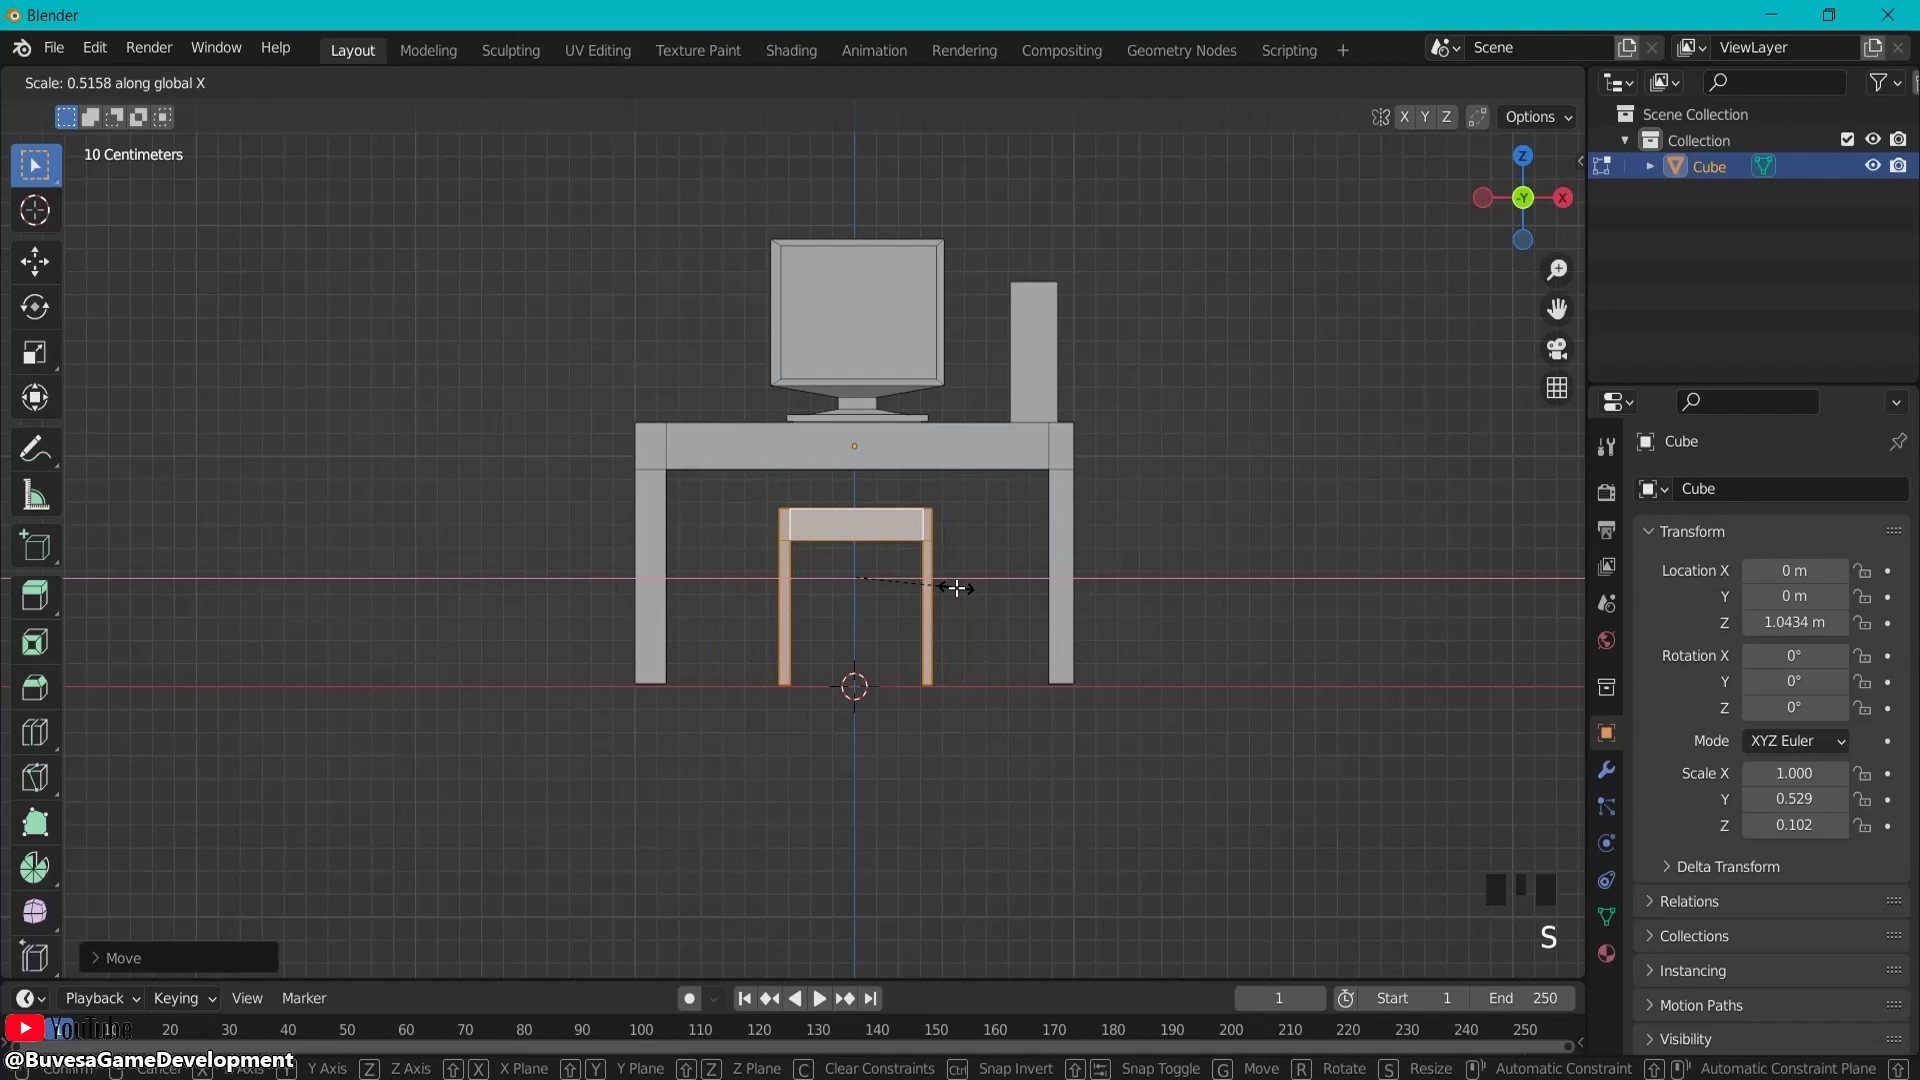 Blender
File Edit Render Window Help Layout Modeling Sculpting UV Editing Texture Paint Shading Animation Rendering Compositing Geometry Nodes Scripting + Scene ViewLayer
Scale: 0.5158 along global X
X Y Z Options
10 Centimeters
Scene Collection
Collection
Cube
Z
-Y X
Cube
Cube
Transform
Location X 0 m
Y 0 m
Z 1.0434 m
Rotation X 0°
Y 0°
Z 0°
Mode XYZ Euler
Scale X 1.000
Y 0.529
Z 0.102
Delta Transform
Relations
Collections
Instancing
Motion Paths
Visibility
S
Move
Playback Keying View Marker 1 Start 1 End 250
20 30 40 50 60 70 80 90 100 110 120 130 140 150 160 170 180 190 200 210 220 230 240 250
YouTube
@BuvesaGameDevelopment
Y Axis Z Z Axis X X Plane Y Y Plane Z Z Plane C Clear Constraints Ctrl Snap Invert Snap Toggle G Move R Rotate S Resize Automatic Constraint Automatic Constraint Plane